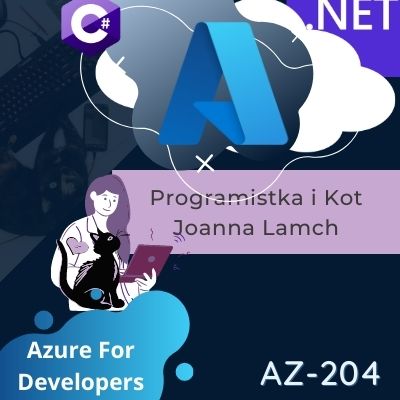 C#
.NET
Programistka i Kot
Joanna Lamch
Azure For
Developers
AZ-204